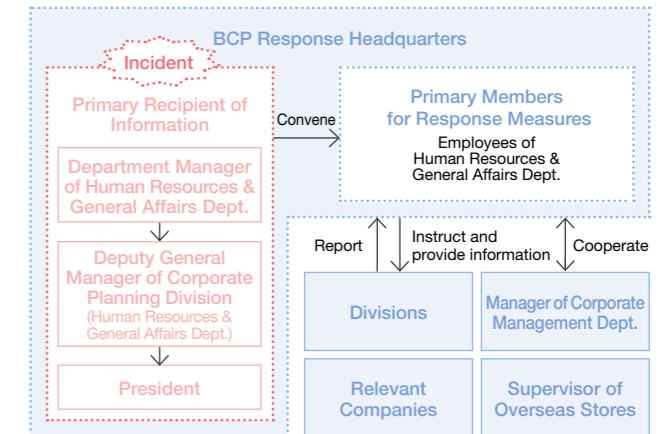 BCP Response Headquarters
Incident
Primary Recipient of
Information
Department Manager
of Human Resources &
General Affairs Dept.
Deputy General
Manager of Corporate
Planning Division
(Human Resources &
General Affairs Dept.)
President
Convene
Primary Members
for Response Measures
Employees of
Human Resources &
General Affairs Dept.
Report
Instruct and
provide information
Cooperate
Divisions
Manager of Corporate
Management Dept.
Relevant
Companies
Supervisor of
Overseas Stores